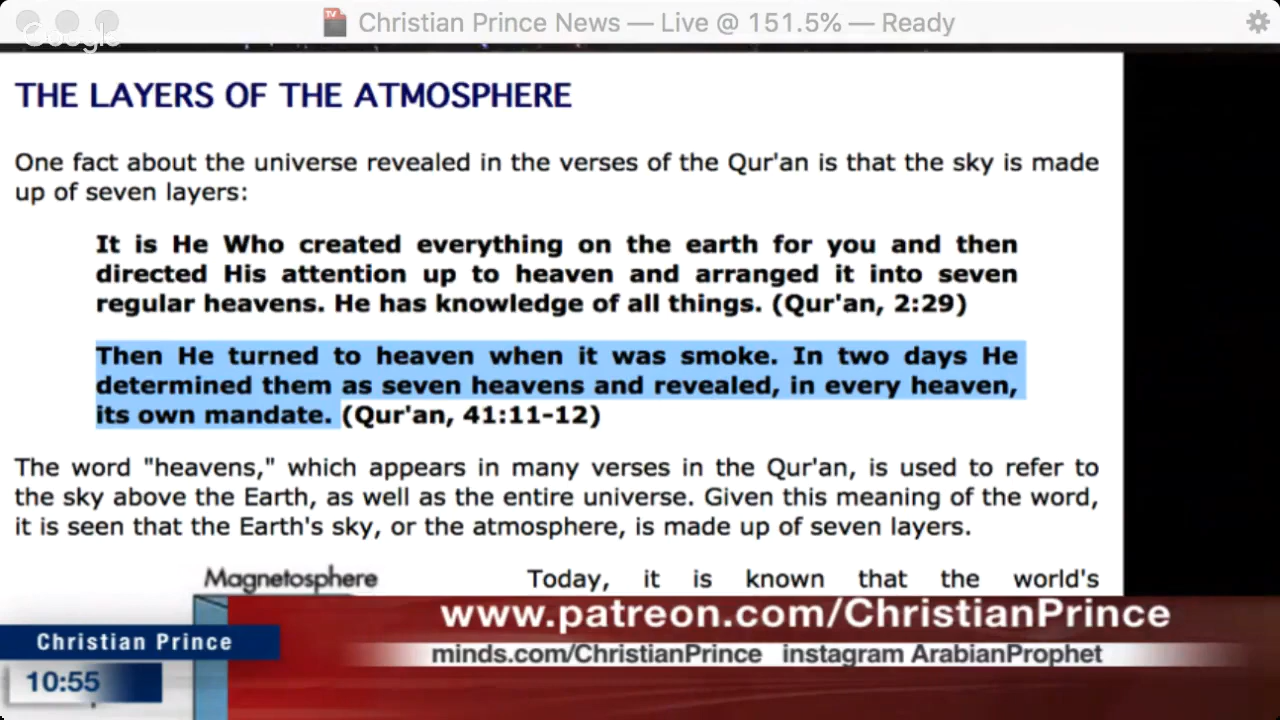 Christian Prince News — Live @ 151.5% — Ready
Google
THE LAYERS OF THE ATMOSPHERE
One fact about the universe revealed in the verses of the Qur'an is that the sky is made
up of seven layers:
It is He Who created everything on the earth for you and then
directed His attention up to heaven and arranged it into seven
regular heavens. He has knowledge of all things. (Qur'an, 2:29)
Then He turned to heaven when it was smoke. In two days He
determined them as seven heavens and revealed, in every heaven,
its own mandate. (Qur'an, 41:11-12)
The word "heavens," which appears in many verses in the Qur'an, is used to refer to
the sky above the Earth, as well as the entire universe. Given this meaning of the word,
it is seen that the Earth's sky, or the atmosphere, is made up of seven layers.
Magnetosphere
Today, it is known that the world's
www.patreon.com/ChristianPrince
Christian Prince
minds.com/ChristianPrince instagram ArabianProphet
10:55